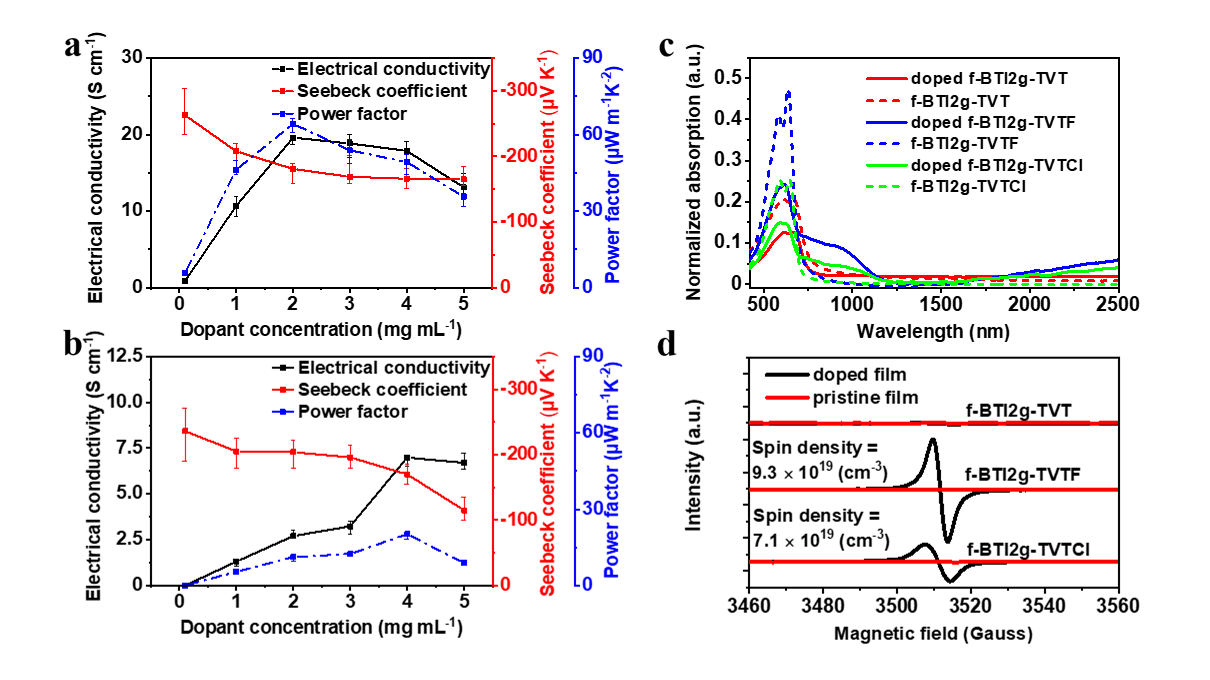 a
Electrical conductivity (S cm-1)
30
20
10
0
Electrical conductivity
Seebeck coefficient
Power factor
0 1 2 3 4 5
Dopant concentration (mg mL-1)
-300
-200
-100
0
Seebeck coefficient (μV K-1)
90
60
30
0
Power factor (μW m-1K-2)
b
Electrical conductivity (S cm-1)
12.5
10.0
7.5
5.0
2.5
0
Electrical conductivity
Seebeck coefficient
Power factor
0 1 2 3 4 5
Dopant concentration (mg mL-1)
-300
-200
-100
0
Seebeck coefficient (μV K-1)
90
60
30
0
Power factor (μW m-1K-2)
c
Normalized absorption (a.u.)
0.5
0.4
0.3
0.2
0.1
0
doped f-BTI2g-TVT
f-BTI2g-TVT
doped f-BTI2g-TVTF
f-BTI2g-TVTF
doped f-BTI2g-TVTCl
f-BTI2g-TVTCl
500 1000 1500 2000 2500
Wavelength (nm)
d
Intensity (a.u.)
doped film
pristine film
f-BTI2g-TVT
Spin density =
9.3 × 1019 (cm-3)
f-BTI2g-TVTF
Spin density =
7.1 × 1019 (cm-3)
f-BTI2g-TVTCl
3460 3480 3500 3520 3540 3560
Magnetic field (Gauss)